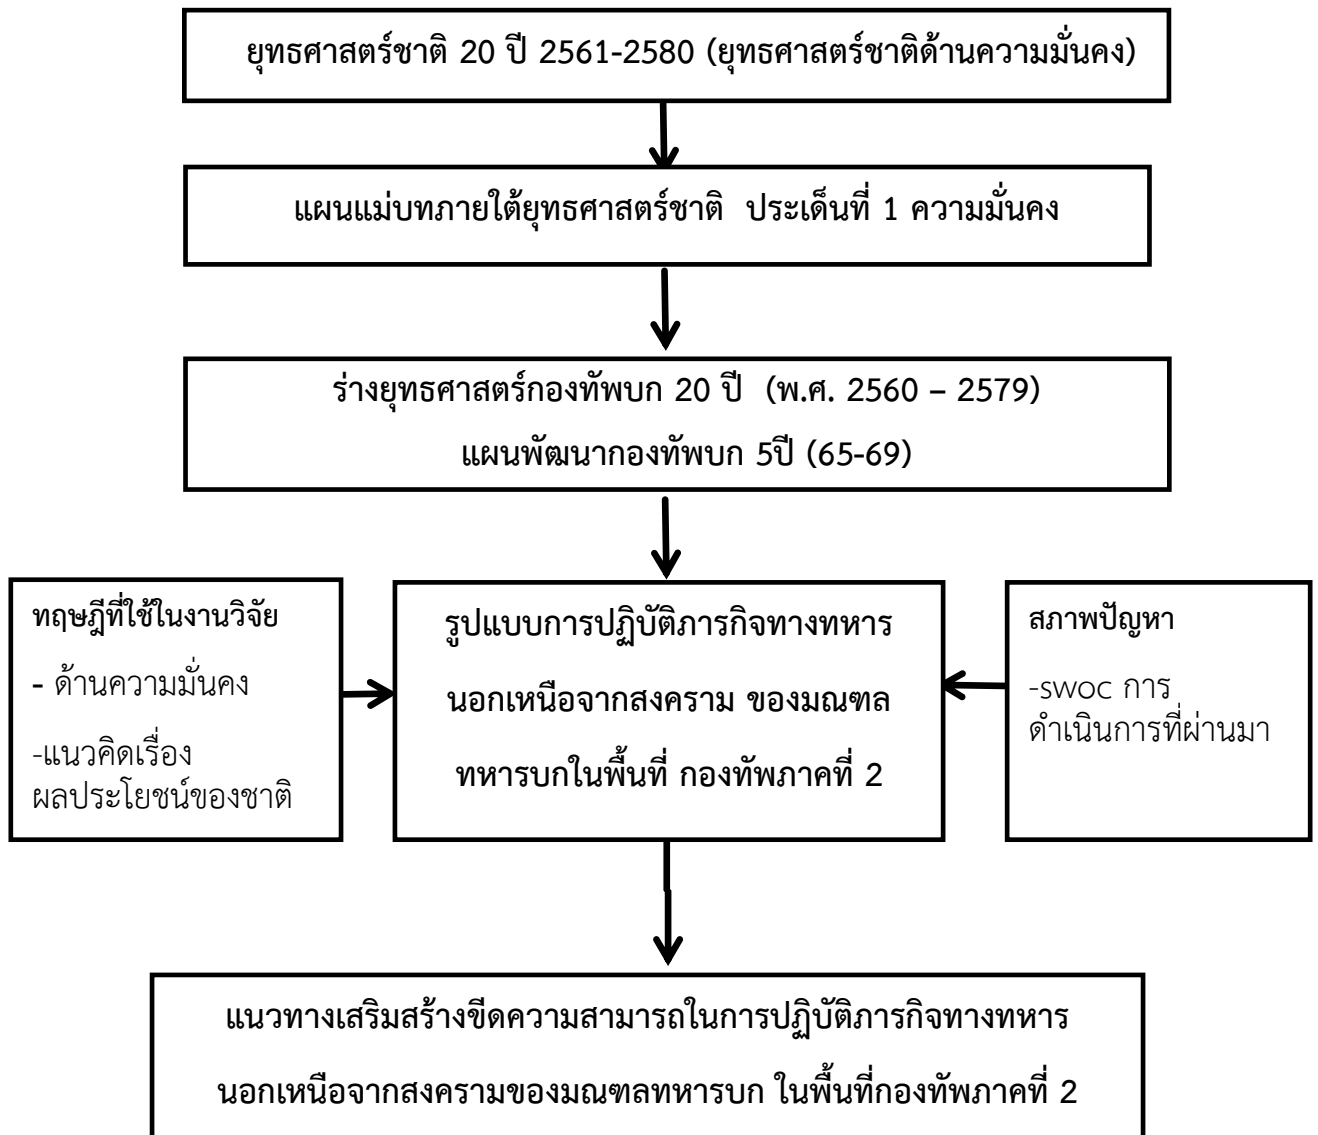 ยุทธศาสตร์ชาติ 20 ปี 2561-2580 (ยุทธศาสตร์ชาติด้านความมั่นคง)
แผนแม่บทภายใต้ยุทธศาสตร์ชาติ ประเด็นที่ 1 ความมั่นคง
ร่างยุทธศาสตร์กองทัพบก 20 ปี (พ.ศ. 2560 – 2579)
แผนพัฒนากองทัพบก 5ปี (65-69)
ทฤษฎีที่ใช้ในงานวิจัย
- ด้านความมั่นคง
-แนวคิดเรื่อง
ผลประโยชน์ของชาติ
รูปแบบการปฏิบัติภารกิจทางทหาร
นอกเหนือจากสงคราม ของมณฑล
ทหารบกในพื้นที่ กองทัพภาคที่ 2
สภาพปัญหา
-swoc การ
ดำเนินการที่ผ่านมา
แนวทางเสริมสร้างขีดความสามารถในการปฏิบัติภารกิจทางทหาร
นอกเหนือจากสงครามของมณฑลทหารบก ในพื้นที่กองทัพภาคที่ 2